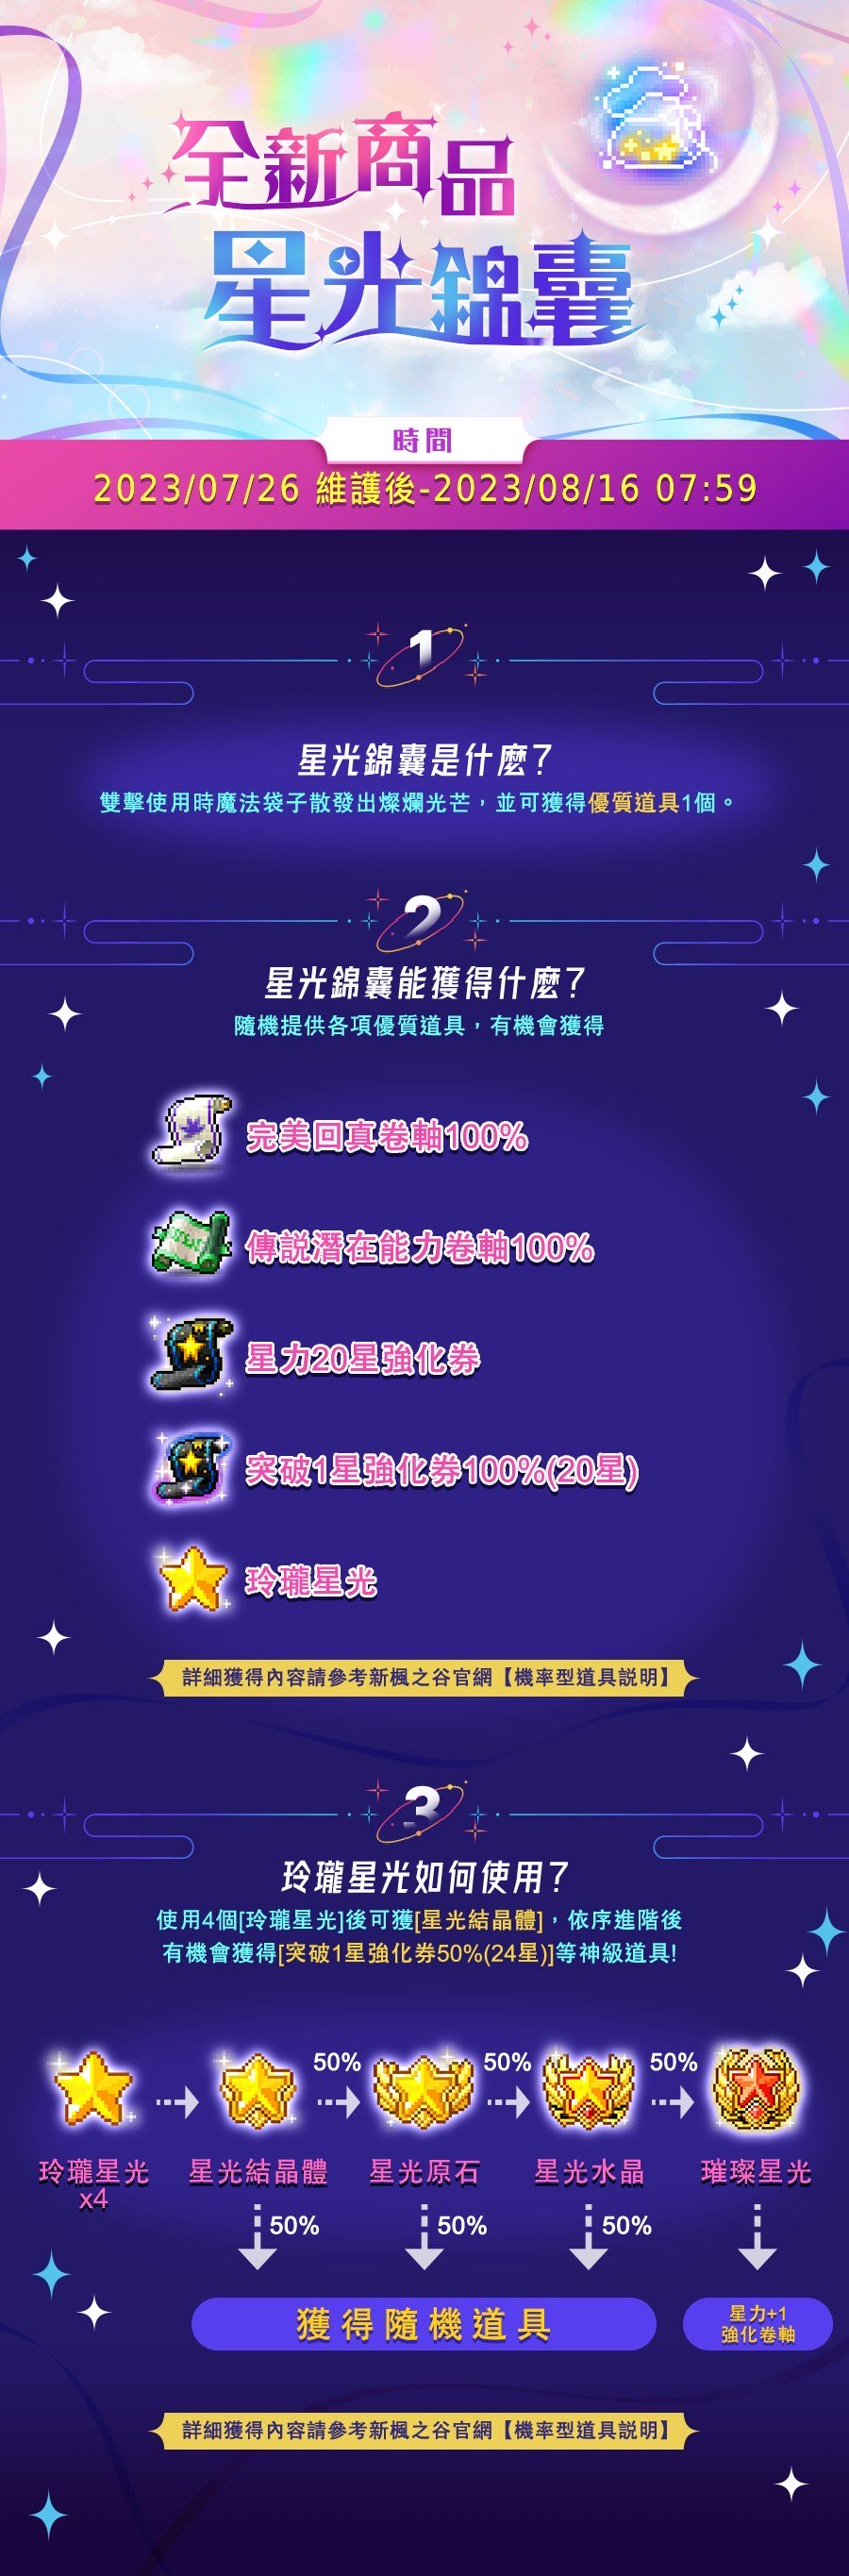 全新商品
星光錦囊
時間
2023/07/26 維護後-2023/08/16 07:59
1
星光錦囊是什麼?
雙擊使用時魔法袋子散發出燦爛光芒，並可獲得優質道具1個。
2
星光錦囊能獲得什麼?
隨機提供各項優質道具，有機會獲得
完美回真卷軸100%
傳說潛在能力卷軸100%
星力20星強化券
突破1星強化券100%(20星)
玲瓏星光
詳細獲得內容請參考新楓之谷官網【機率型道具說明】
3
玲瓏星光如何使用?
使用4個[玲瓏星光]後可獲[星光結晶體]，依序進階後
有機會獲得[突破1星強化券50%(24星)]等神級道具!
50% 50% 50%
玲瓏星光 星光結晶體 星光原石 星光水晶 璀璨星光
x4
50% 50% 50%
獲得隨機道具
星力+1
強化卷軸
詳細獲得內容請參考新楓之谷官網【機率型道具說明】